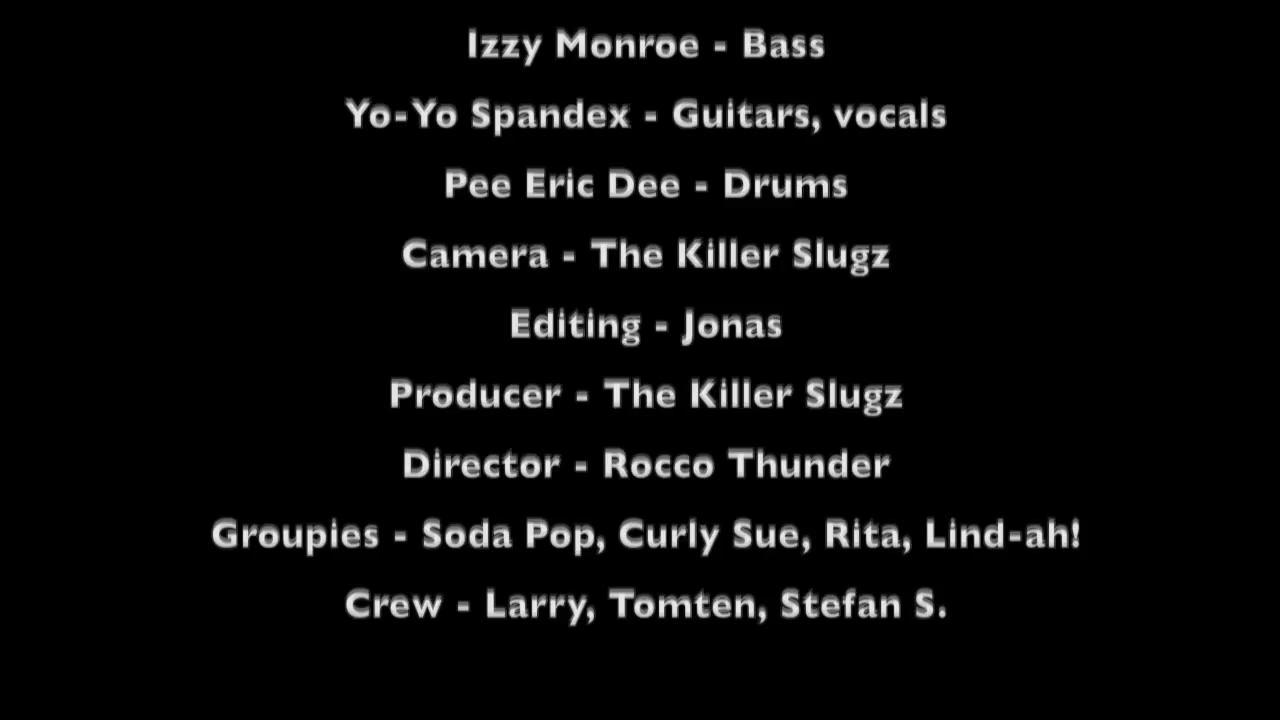 Izzy Monroe - Bass
Yo-Yo Spandex - Guitars, vocals
Pee Eric Dee - Drums
Camera - The Killer Slugz
Editing - Jonas
Producer - The Killer Slugz
Director - Rocco Thunder
Groupies - Soda Pop, Curly Sue, Rita, Lind-ah!
Crew - Larry, Tomten, Stefan S.